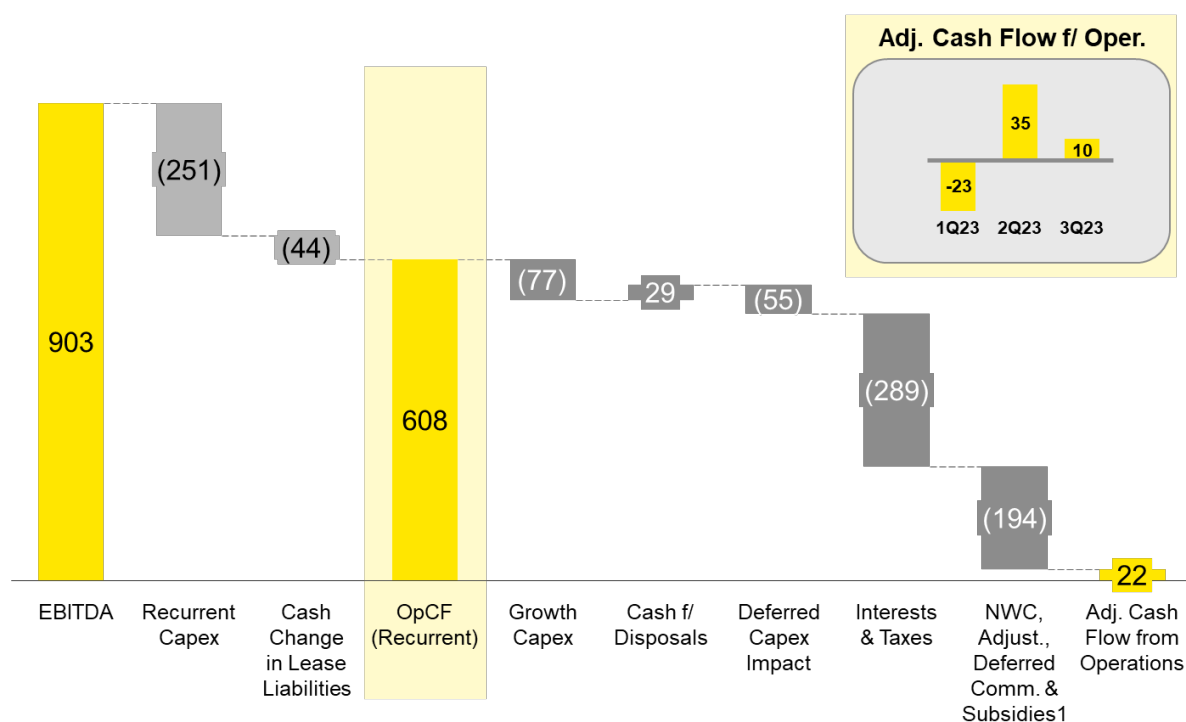 Adj. Cash Flow f/ Oper.
35
10
-23
1Q23 2Q23 3Q23
903
(251)
(44)
608
(77)
29
(55)
(289)
(194)
22
EBITDA
Recurrent
Capex
Cash
Change
in Lease
Liabilities
OpCF
(Recurrent)
Growth
Capex
Cash f/
Disposals
Deferred
Capex
Impact
Interests
& Taxes
NWC,
Adjust.,
Deferred
Comm. &
Subsidies1
Adj. Cash
Flow from
Operations